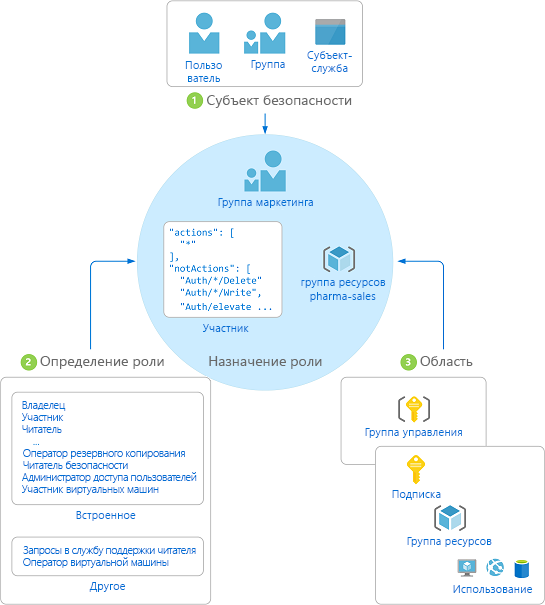 Пользо
ватель
Группа
Субъект-
служба
1 Субъект безопасности
Группа маркетинга
"actions": [
"*"
],
"notActions": [
"Auth/*/Delete"
"Auth/*/Write",
"Auth/elevate ...
Участник
группа ресурсов
pharma-sales
Назначение роли
2 Определение роли
Владелец
Участник
Читатель
...
Оператор резервного копирования
Читатель безопасности
Администратор доступа пользователей
Участник виртуальных машин
Встроенное
Запросы в службу поддержки читателя
Оператор виртуальной машины
Другое
3 Область
Группа управления
Подписка
Группа ресурсов
Использование